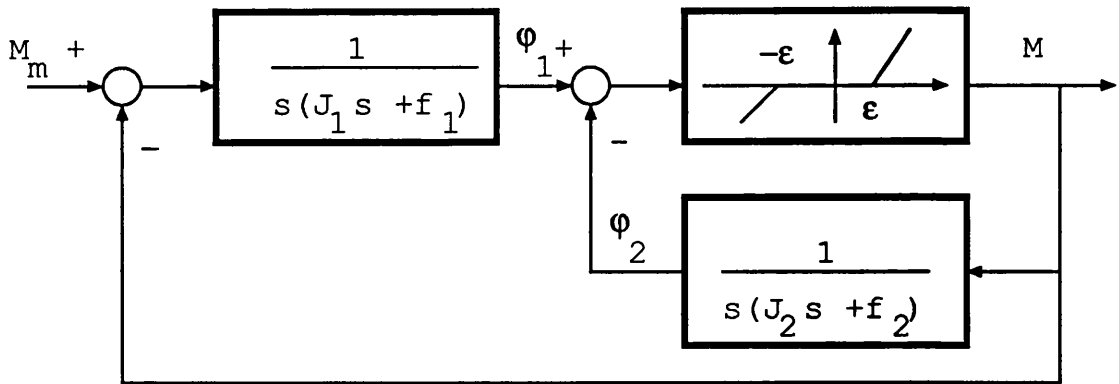 M_m +
-
1
s(J_1 s +f_1)
φ_1 +
-
-ε
ε
M
φ_2
1
s(J_2 s +f_2)